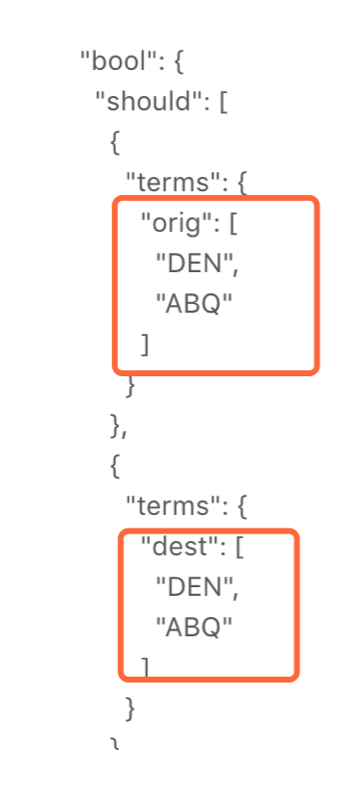 "bool": {
"should": [
{
"terms": {
"orig": [
"DEN",
"ABQ"
]
}
},
{
"terms": {
"dest": [
"DEN",
"ABQ"
]
}
}